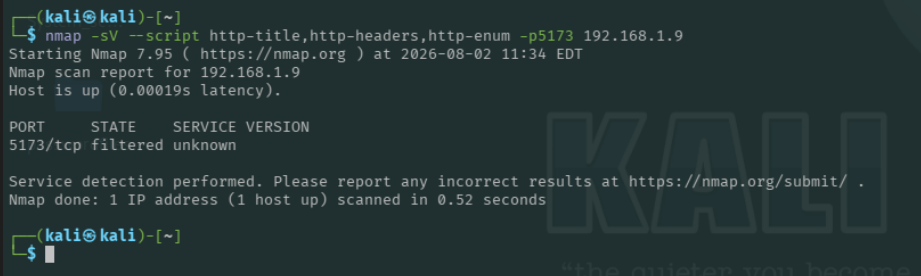 ┌──(kali㉿kali)-[~]
└─$ nmap -sV --script http-title,http-headers,http-enum -p5173 192.168.1.9
Starting Nmap 7.95 ( https://nmap.org ) at 2026-08-02 11:34 EDT
Nmap scan report for 192.168.1.9
Host is up (0.00019s latency).
PORT     STATE    SERVICE VERSION
5173/tcp filtered unknown
Service detection performed. Please report any incorrect results at https://nmap.org/submit/ .
Nmap done: 1 IP address (1 host up) scanned in 0.52 seconds
┌──(kali㉿kali)-[~]
└─$
KALI
"the quieter you become